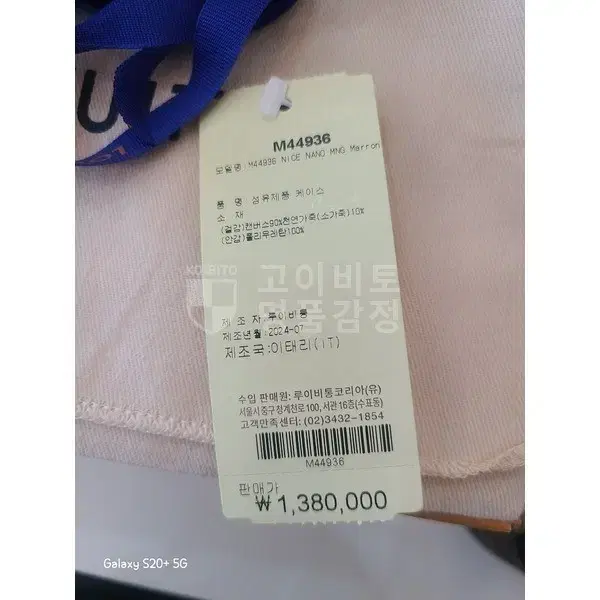 M44936
모델명: M44936 NICE NANO MNG Marron
품 명 섬유제품 케이스
소 재
(겉감)캔버스90%천연가죽(소가죽)10%
(안감)폴리우레탄100%
KOIBITO
고이비토
명품감정
제 조 자:루이비통
제조년월:2024-07
제조국:이태리(IT)
수입 판매원: 루이비통코리아(유)
서울시 중구 청계천로 100, 서관 16층(수표동)
고객만족센터: (02)3432-1854
M44936
판매가
₩ 1,380,000
Galaxy S20+ 5G